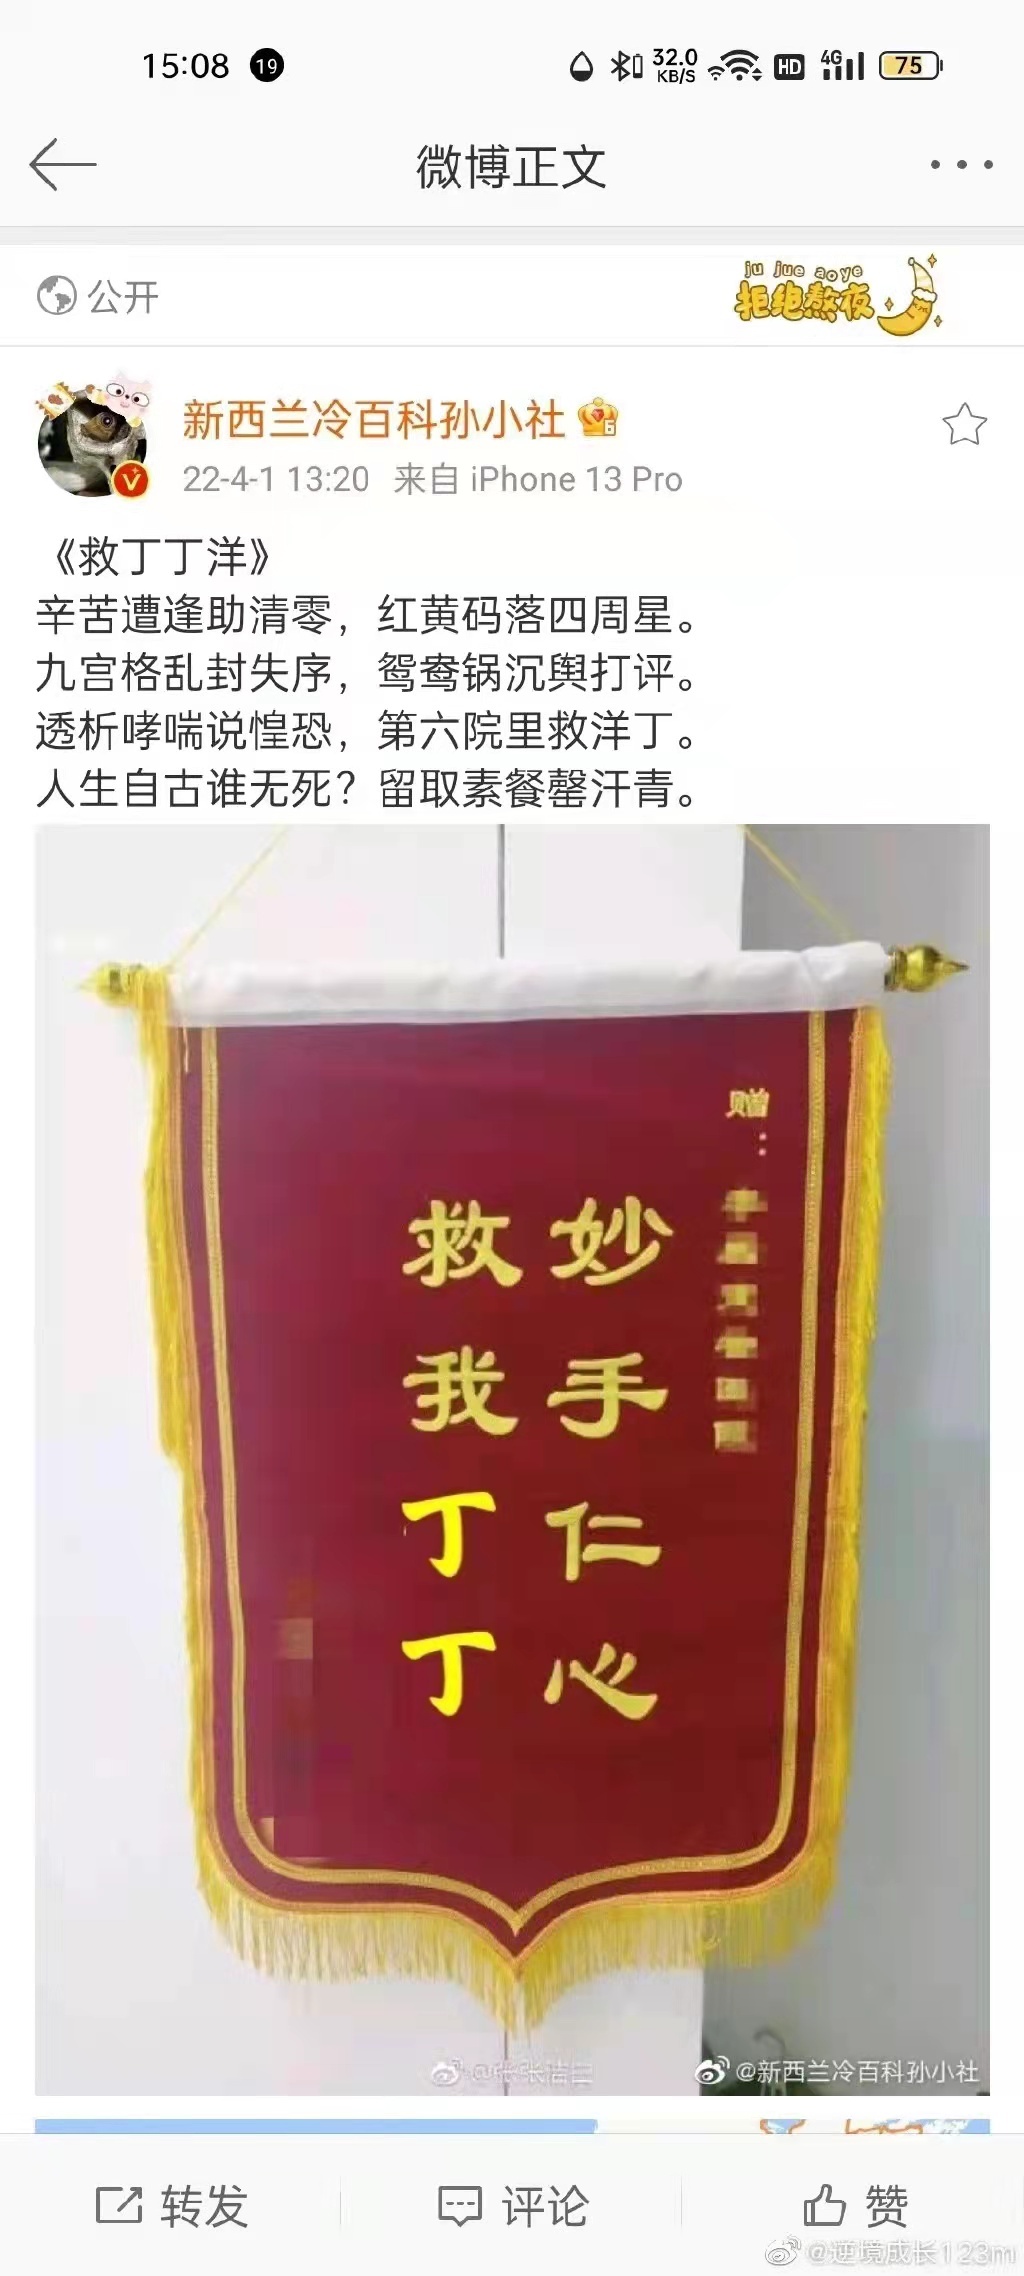 15:08 19 32.0 KB/S HD 4G 75
微博正文
公开
ju jue aoye
拒绝熬夜
新西兰冷百科孙小社
22-4-1 13:20 来自 iPhone 13 Pro
《救丁丁洋》
辛苦遭逢助清零，红黄码落四周星。
九宫格乱封失序，鸳鸯锅沉舆打评。
透析哮喘说惶恐，第六院里救洋丁。
人生自古谁无死？留取素餐罄汗青。
赠：
妙手仁心
救我丁丁
@新西兰冷百科孙小社
转发
评论
赞
@逆境成长123m